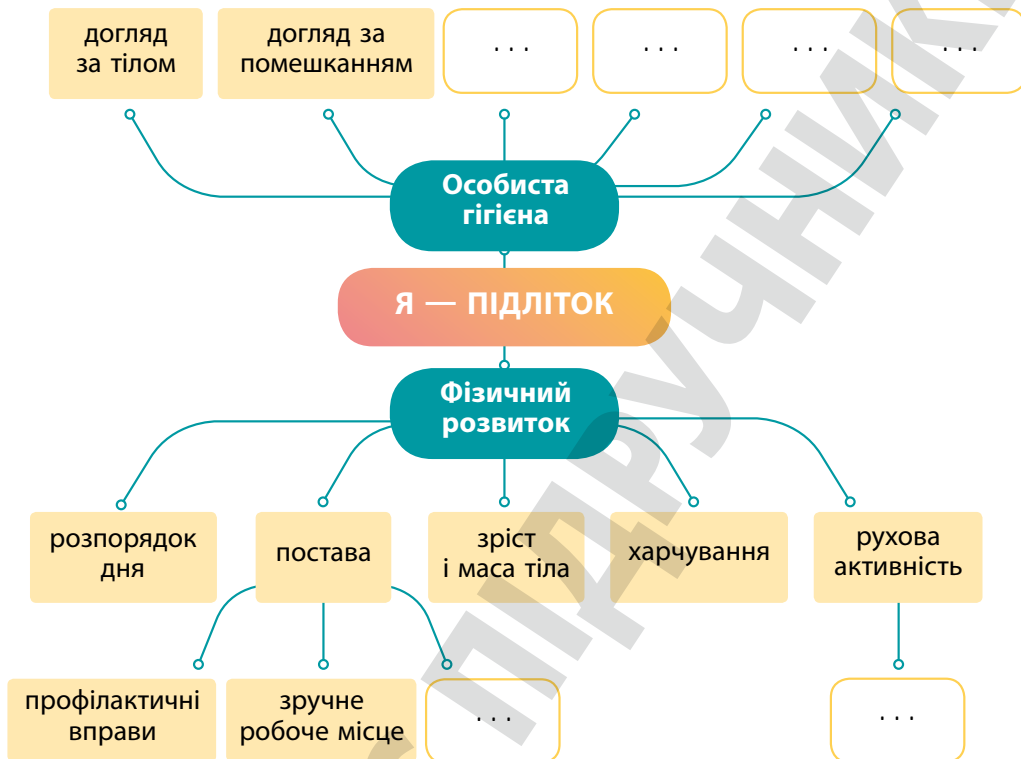 догляд
за тілом
догляд за
помешканням
. . .
. . .
. . .
. . .
Особиста
гігієна
Я — ПІДЛІТОК
Фізичний
розвиток
розпорядок
дня
постава
зріст
і маса тіла
харчування
рухова
активність
профілактичні
вправи
зручне
робоче місце
. . .
. . .
ПІДРУЧНИК